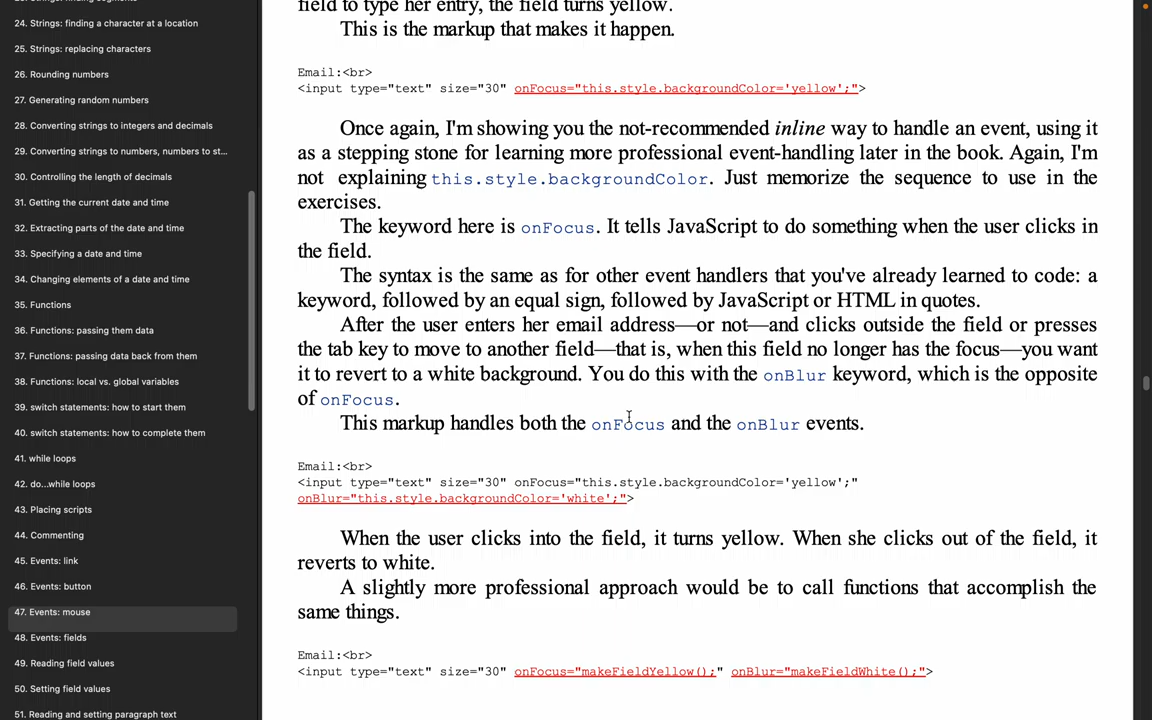 24. Strings: finding a character at a location
25. Strings: replacing characters
26. Rounding numbers
27. Generating random numbers
28. Converting strings to integers and decimals
29. Converting strings to numbers, numbers to st...
30. Controlling the length of decimals
31. Getting the current date and time
32. Extracting parts of the date and time
33. Specifying a date and time
34. Changing elements of a date and time
35. Functions
36. Functions: passing them data
37. Functions: passing data back from them
38. Functions: local vs. global variables
39. switch statements: how to start them
40. switch statements: how to complete them
41. while loops
42. do...while loops
43. Placing scripts
44. Commenting
45. Events: link
46. Events: button
47. Events: mouse
48. Events: fields
49. Reading field values
50. Setting field values
51. Reading and setting paragraph text
field to type her entry, the field turns yellow.
This is the markup that makes it happen.
Email:<br>
<input type="text" size="30" onFocus="this.style.backgroundColor='yellow';">
Once again, I'm showing you the not-recommended inline way to handle an event, using it
as a stepping stone for learning more professional event-handling later in the book. Again, I'm
not explaining this.style.backgroundColor. Just memorize the sequence to use in the
exercises.
The keyword here is onFocus. It tells JavaScript to do something when the user clicks in
the field.
The syntax is the same as for other event handlers that you've already learned to code: a
keyword, followed by an equal sign, followed by JavaScript or HTML in quotes.
After the user enters her email address—or not—and clicks outside the field or presses
the tab key to move to another field—that is, when this field no longer has the focus—you want
it to revert to a white background. You do this with the onBlur keyword, which is the opposite
of onFocus.
This markup handles both the onFocus and the onBlur events.
Email:<br>
<input type="text" size="30" onFocus="this.style.backgroundColor='yellow';"
onBlur="this.style.backgroundColor='white';">
When the user clicks into the field, it turns yellow. When she clicks out of the field, it
reverts to white.
A slightly more professional approach would be to call functions that accomplish the
same things.
Email:<br>
<input type="text" size="30" onFocus="makeFieldYellow();" onBlur="makeFieldWhite();">